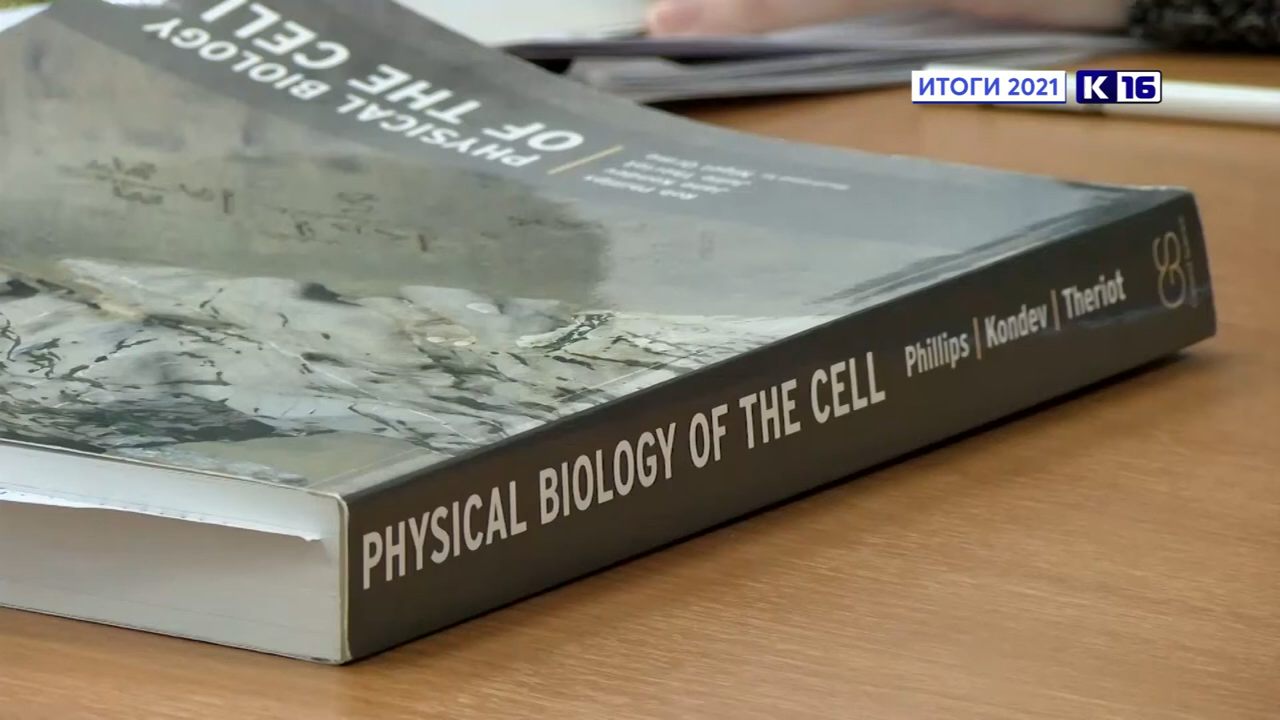 PHYSICAL BIOLOGY
OF THE CELL
ИТОГИ 2021
К 16
PHYSICAL BIOLOGY OF THE CELL Phillips | Kondev | Theriot